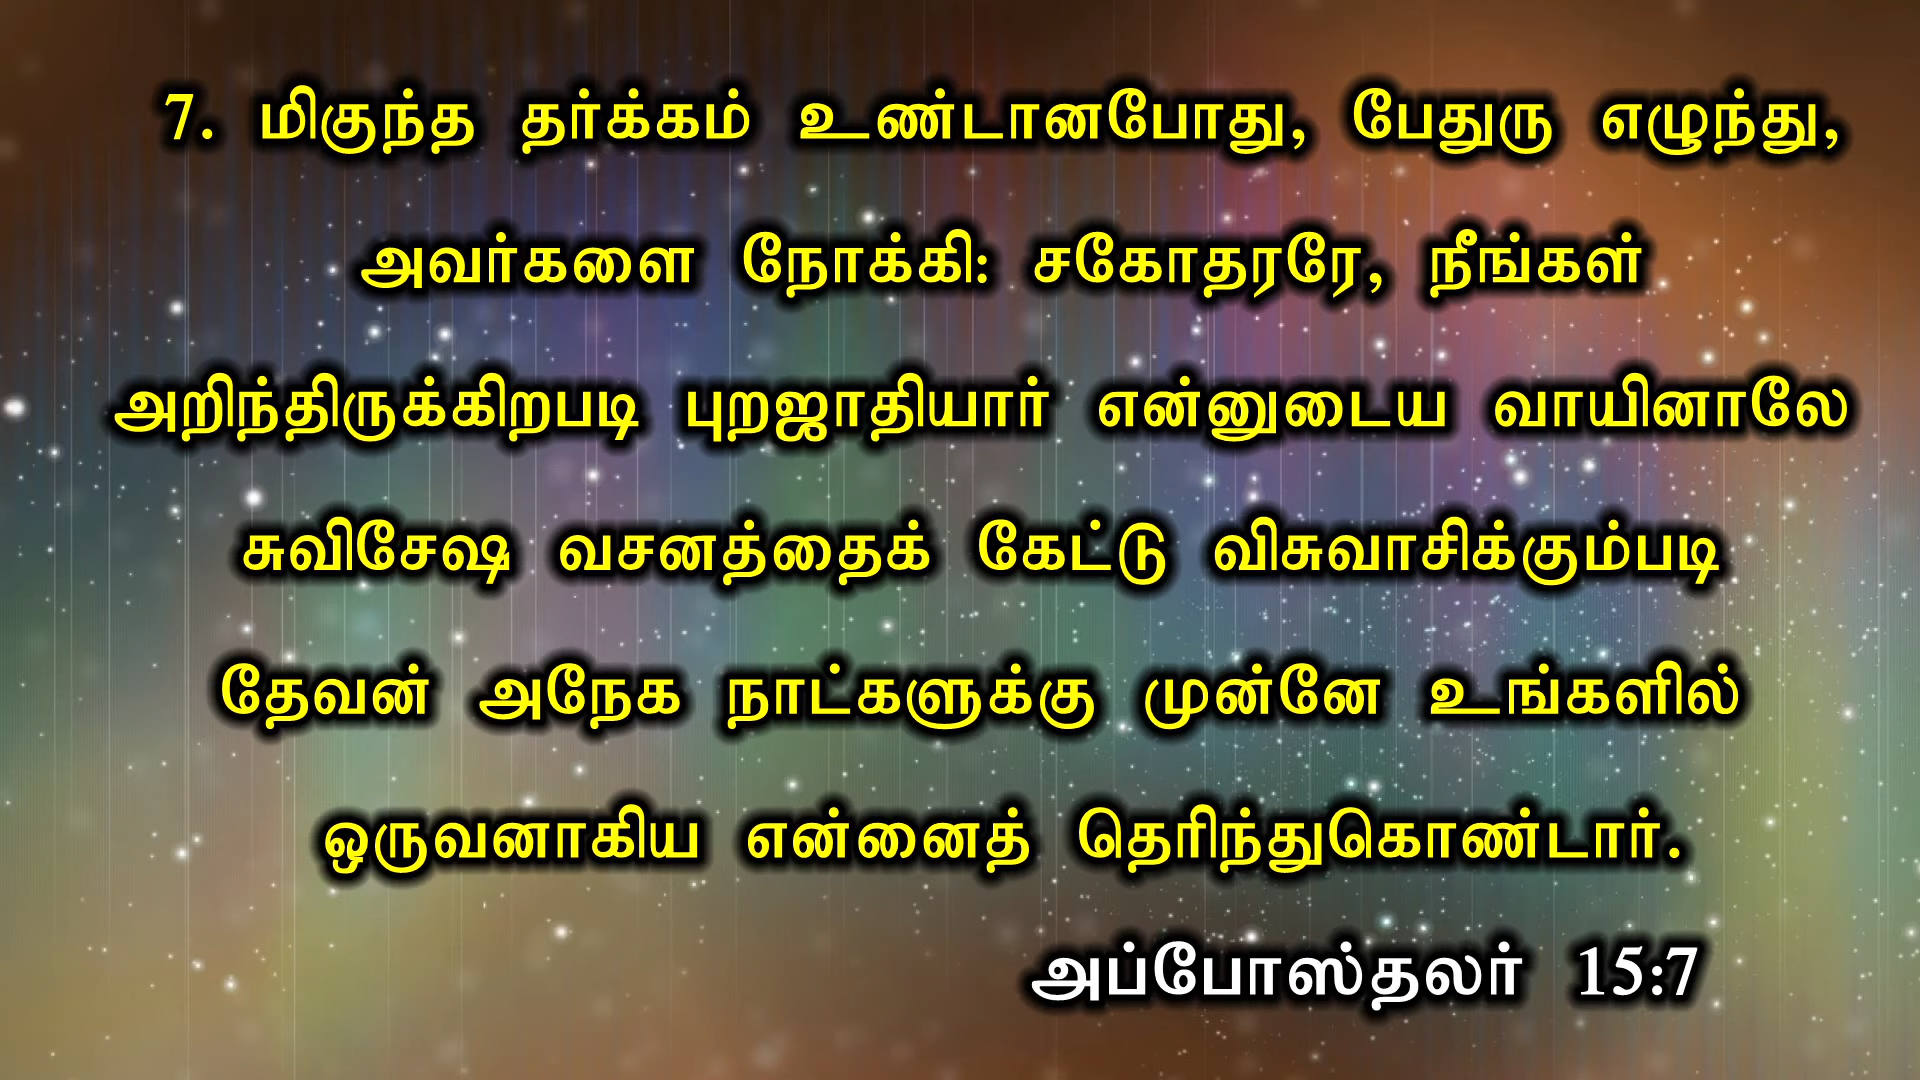 7. மிகுந்த தர்க்கம் உண்டானபோது, பேதுரு எழுந்து,
அவர்களை நோக்கி: சகோதரரே, நீங்கள்
அறிந்திருக்கிறபடி புறஜாதியார் என்னுடைய வாயினாலே
சுவிசேஷ வசனத்தைக் கேட்டு விசுவாசிக்கும்படி
தேவன் அநேக நாட்களுக்கு முன்னே உங்களில்
ஒருவனாகிய என்னைத் தெரிந்துகொண்டார்.
அப்போஸ்தலர் 15:7